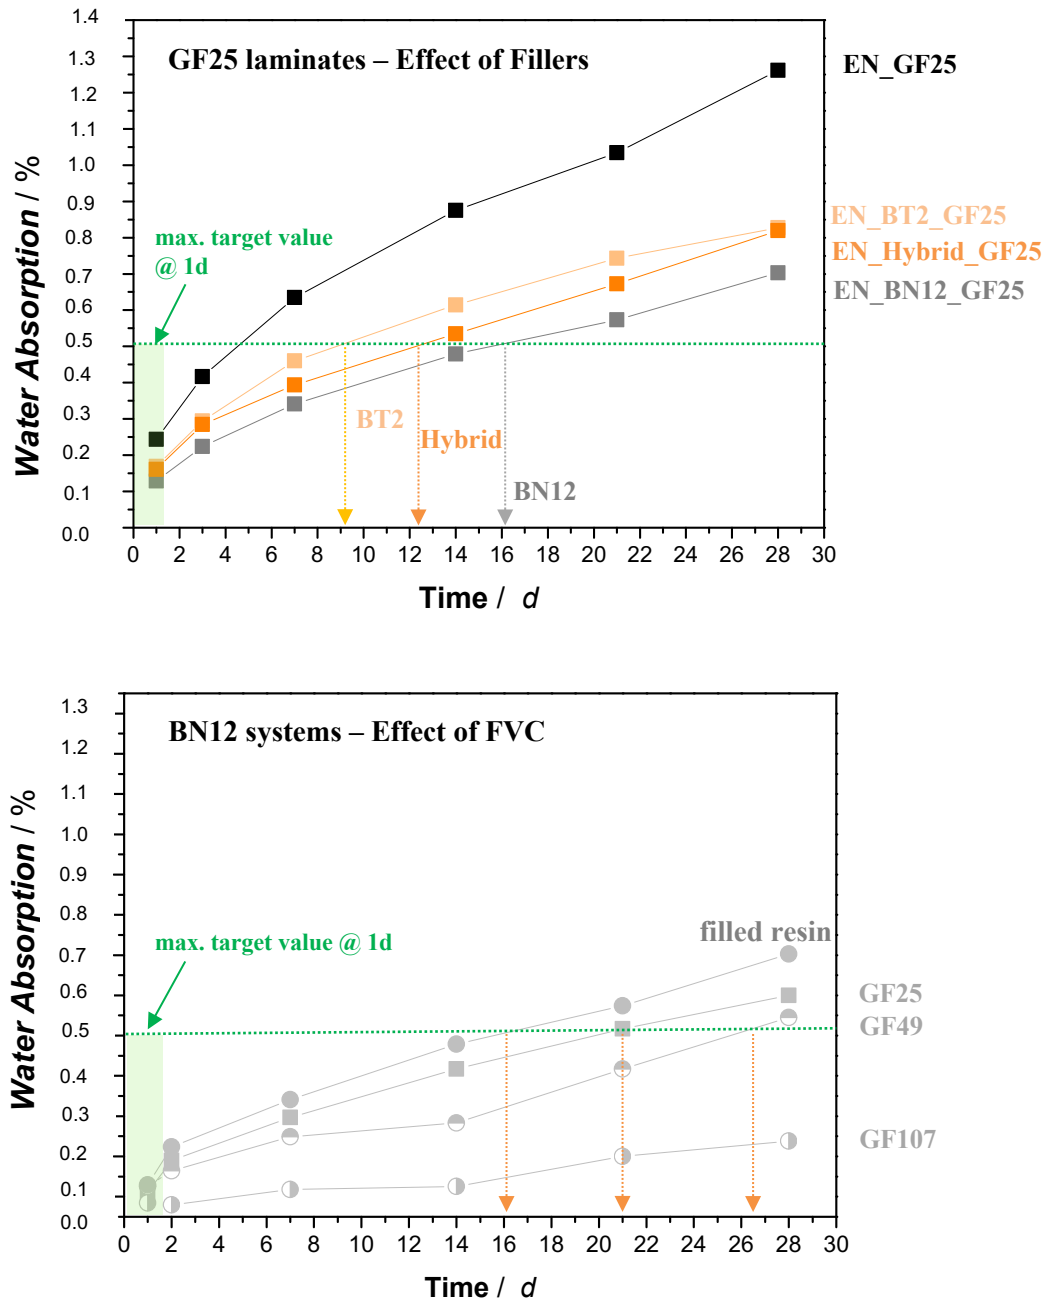 GF25 laminates – Effect of Fillers
1.4
1.3
1.2
1.1
1.0
0.9
0.8
0.7
0.6
0.5
0.4
0.3
0.2
0.1
0.0
Water Absorption / %
max. target value
@ 1d
EN_GF25
EN_BT2_GF25
EN_Hybrid_GF25
EN_BN12_GF25
BT2
Hybrid
BN12
0 2 4 6 8 10 12 14 16 18 20 22 24 26 28 30
Time / d
BN12 systems – Effect of FVC
1.3
1.2
1.1
1.0
0.9
0.8
0.7
0.6
0.5
0.4
0.3
0.2
0.1
0.0
Water Absorption / %
max. target value @ 1d
filled resin
GF25
GF49
GF107
0 2 4 6 8 10 12 14 16 18 20 22 24 26 28 30
Time / d